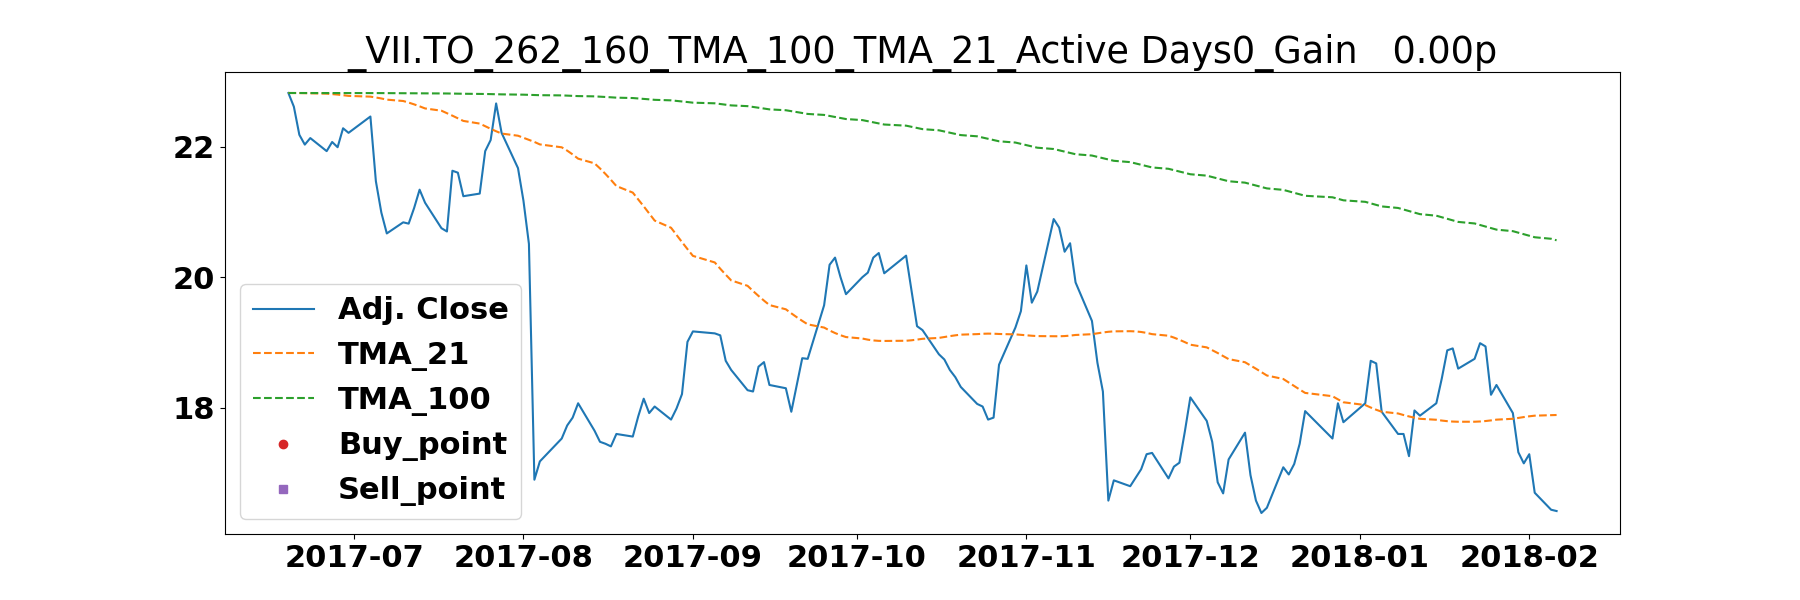 _VII.TO_262_160_TMA_100_TMA_21_Active Days0_Gain   0.00p
22
20
18
Adj. Close
TMA_21
TMA_100
Buy_point
Sell_point
2017-07 2017-08 2017-09 2017-10 2017-11 2017-12 2018-01 2018-02